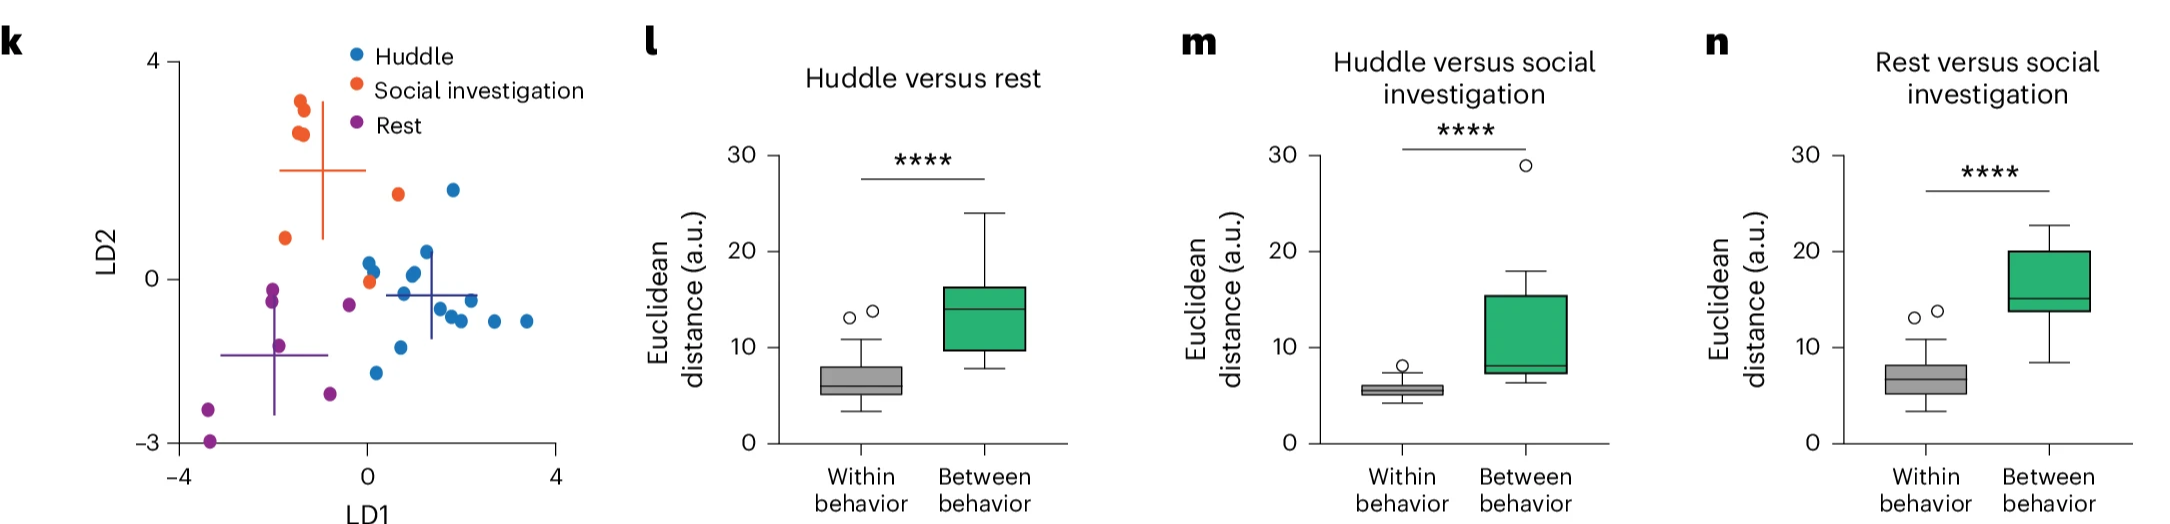 k
4
0
−3
−4
0
4
LD2
LD1
Huddle
Social investigation
Rest
l
Huddle versus rest
****
30
20
10
0
Euclidean
distance (a.u.)
Within
behavior
Between
behavior
m
Huddle versus social
investigation
****
30
20
10
0
Euclidean
distance (a.u.)
Within
behavior
Between
behavior
n
Rest versus social
investigation
****
30
20
10
0
Euclidean
distance (a.u.)
Within
behavior
Between
behavior